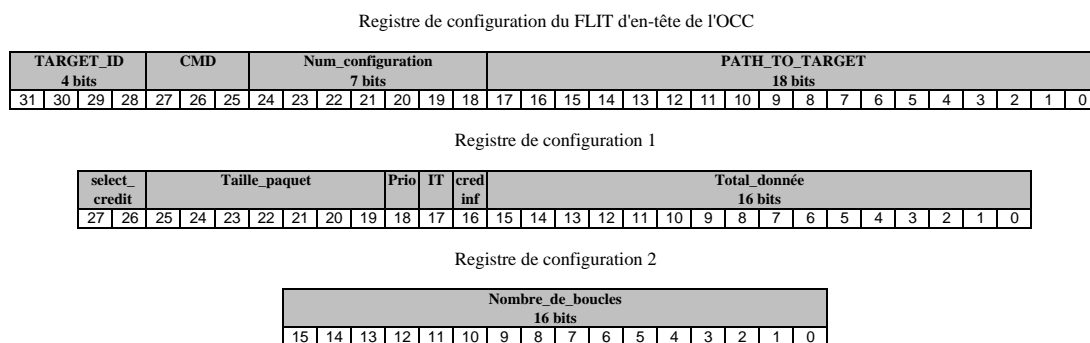 Registre de configuration du FLIT d'en-tête de l'OCC
TARGET_ID CMD Num_configuration PATH_TO_TARGET
4 bits 7 bits 18 bits
31 30 29 28 27 26 25 24 23 22 21 20 19 18 17 16 15 14 13 12 11 10 9 8 7 6 5 4 3 2 1 0
Registre de configuration 1
select_ Taille_paquet Prio IT cred Total_donnée
credit inf 16 bits
27 26 25 24 23 22 21 20 19 18 17 16 15 14 13 12 11 10 9 8 7 6 5 4 3 2 1 0
Registre de configuration 2
Nombre_de_boucles
16 bits
15 14 13 12 11 10 9 8 7 6 5 4 3 2 1 0